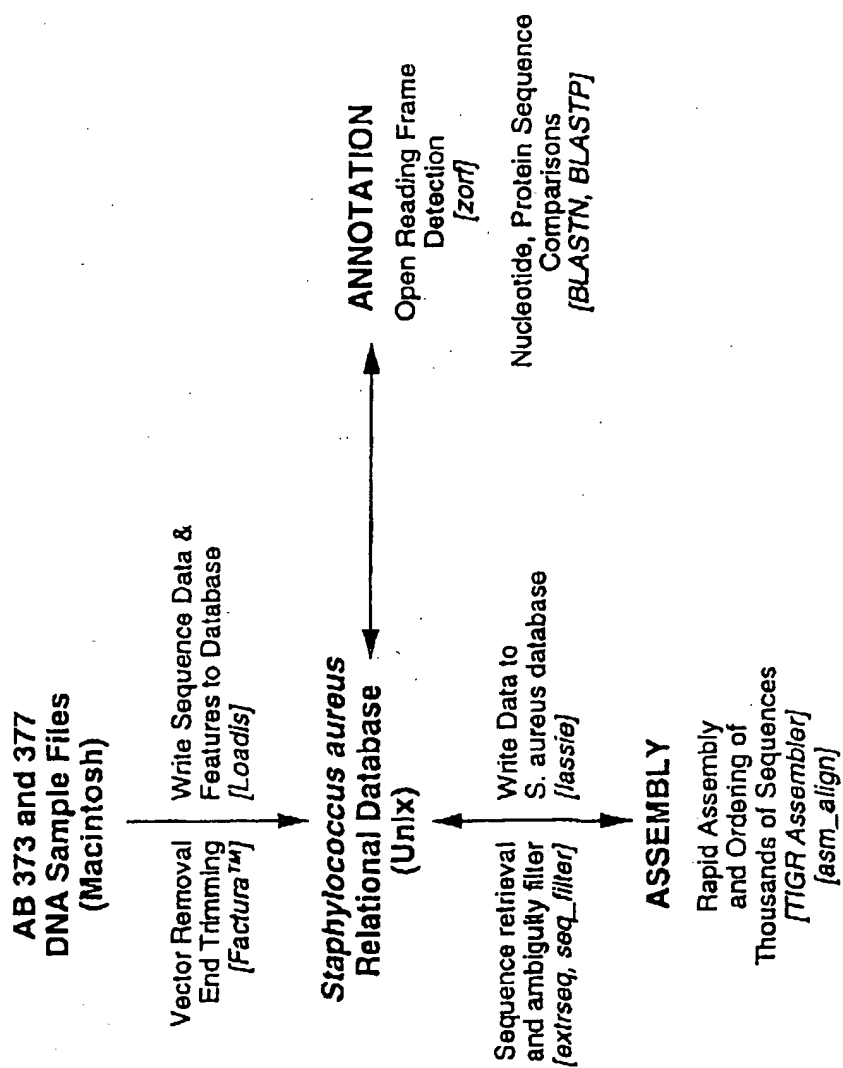 AB 373 and 377
DNA Sample Files
(Macintosh)
Vector Removal
End Trimming
[Factura™]
Write Sequence Data &
Features to Database
[Loadis]
Staphylococcus aureus
Relational Database
(Unix)
ANNOTATION
Open Reading Frame
Detection
[zorf]
Nucleotide, Protein Sequence
Comparisons
[BLASTN, BLASTP]
Sequence retrieval
and ambiguity filter
[extrseq, seq_filter]
Write Data to
S. aureus database
[lassie]
ASSEMBLY
Rapid Assembly
and Ordering of
Thousands of Sequences
[TIGR Assembler]
[asm_align]